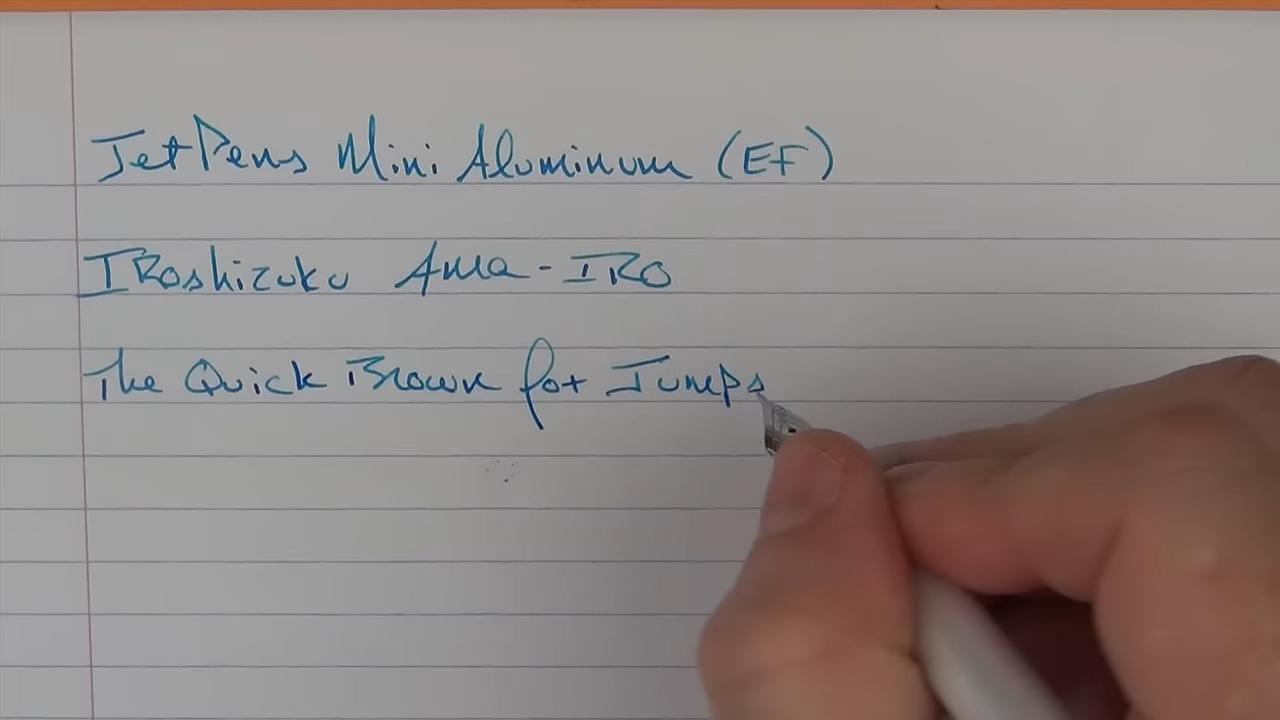 JetPens Mini Aluminum (EF)
IRoshizuku Ama-IRO
The Quick Brown fox Jumps